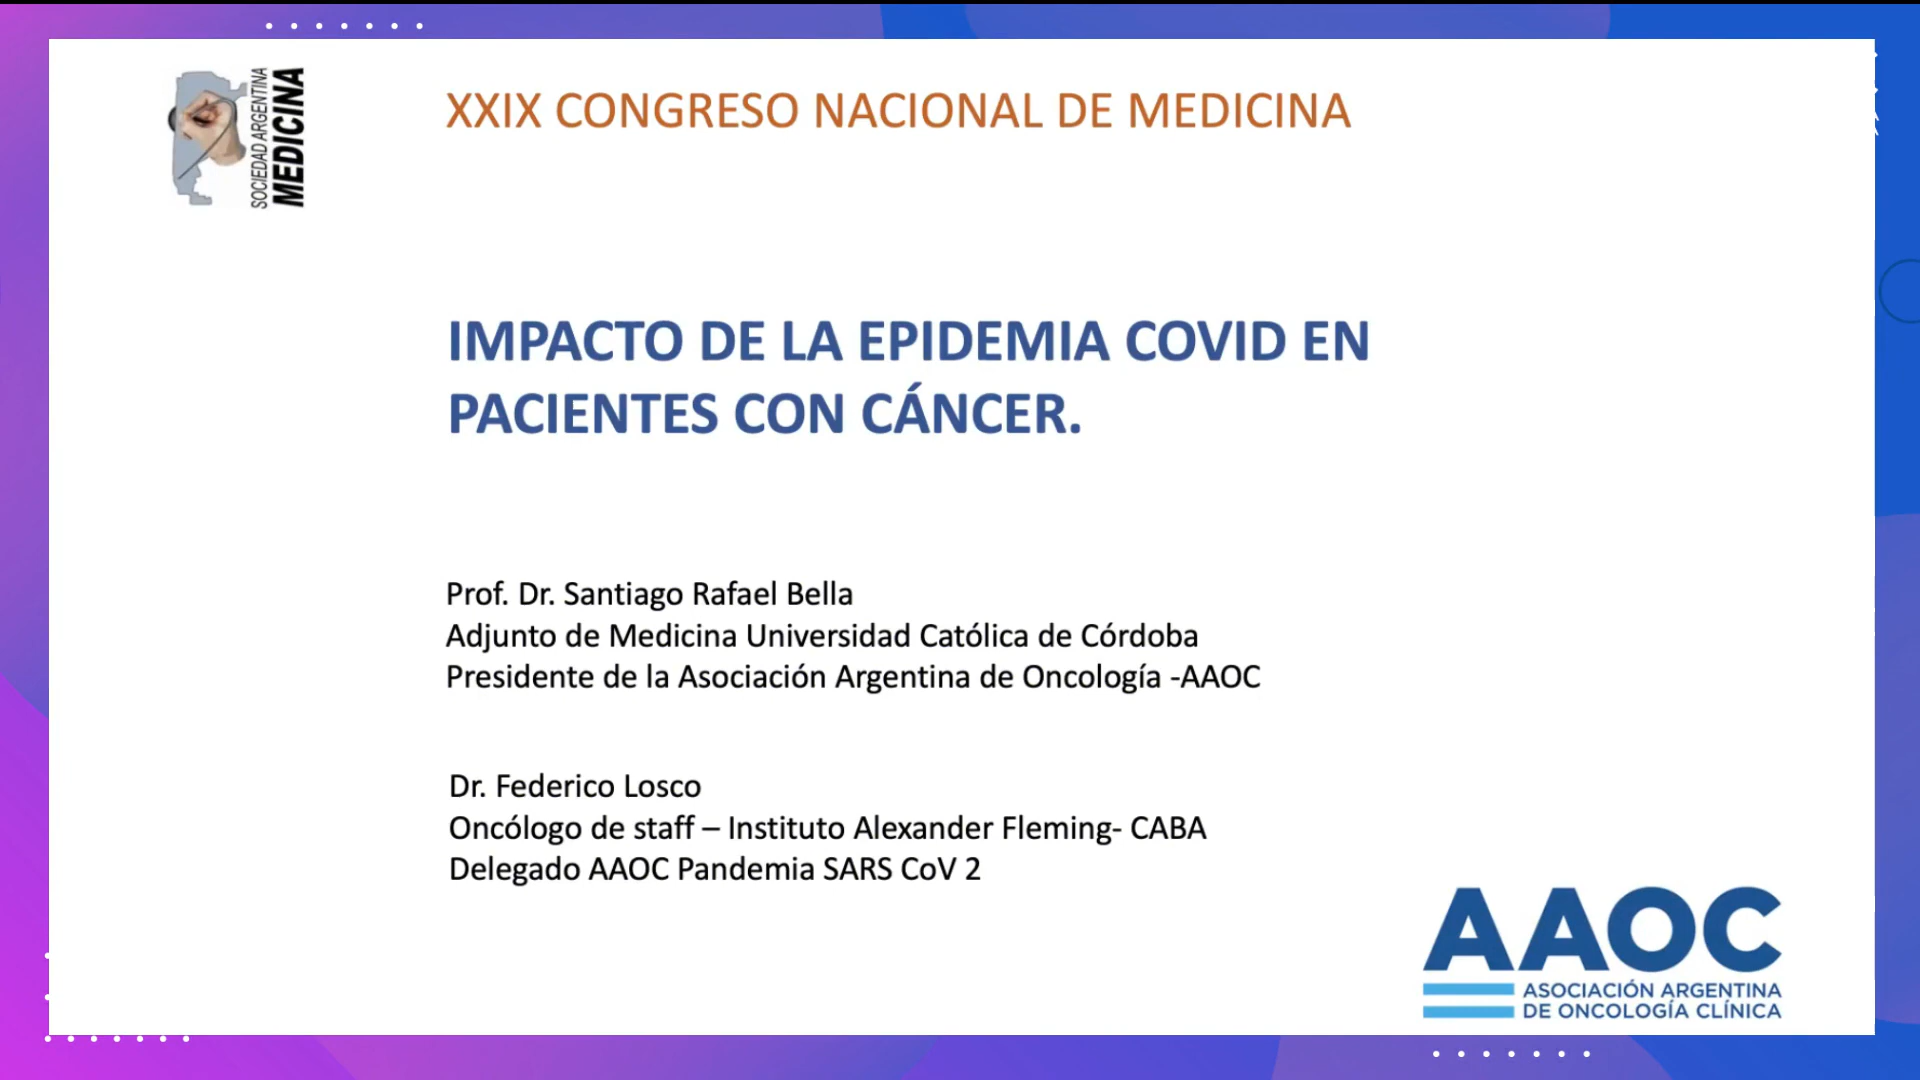 SOCIEDAD ARGENTINA
MEDICINA
XXIX CONGRESO NACIONAL DE MEDICINA
IMPACTO DE LA EPIDEMIA COVID EN
PACIENTES CON CÁNCER.
Prof. Dr. Santiago Rafael Bella
Adjunto de Medicina Universidad Católica de Córdoba
Presidente de la Asociación Argentina de Oncología -AAOC
Dr. Federico Losco
Oncólogo de staff – Instituto Alexander Fleming- CABA
Delegado AAOC Pandemia SARS CoV 2
AAOC
ASOCIACIÓN ARGENTINA
DE ONCOLOGÍA CLÍNICA